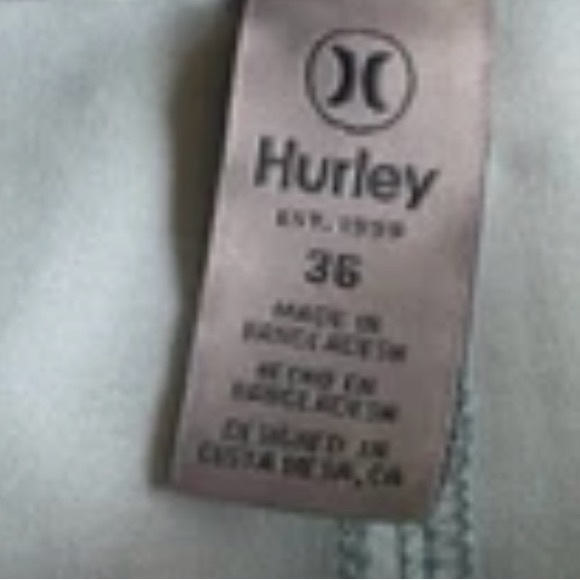 Hurley
EST. 1999
36
MADE IN
BANGLADESH
HECHO EN
BANGLADESH
DESIGNED IN
COSTA MESA, CA